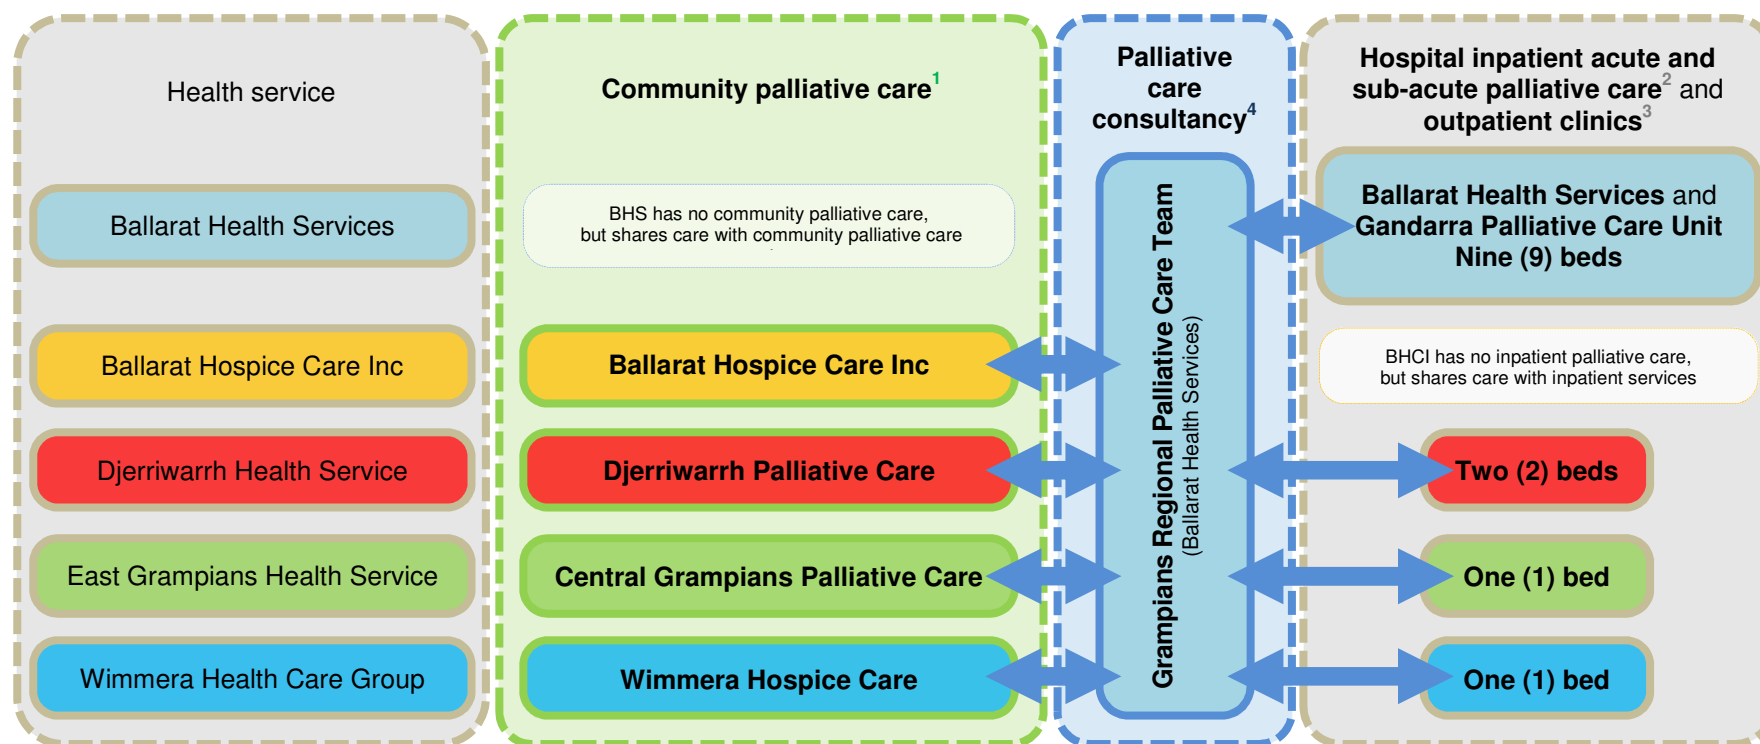 Health service
Community palliative care1
Palliative
care
consultancy4
Hospital inpatient acute and
sub-acute palliative care2 and
outpatient clinics3
Ballarat Health Services
BHS has no community palliative care,
but shares care with community palliative care
Grampians Regional Palliative Care Team
(Ballarat Health Services)
Ballarat Health Services and
Gandarra Palliative Care Unit
Nine (9) beds
Ballarat Hospice Care Inc
Ballarat Hospice Care Inc
BHCI has no inpatient palliative care,
but shares care with inpatient services
Djerriwarrh Health Service
Djerriwarrh Palliative Care
Two (2) beds
East Grampians Health Service
Central Grampians Palliative Care
One (1) bed
Wimmera Health Care Group
Wimmera Hospice Care
One (1) bed